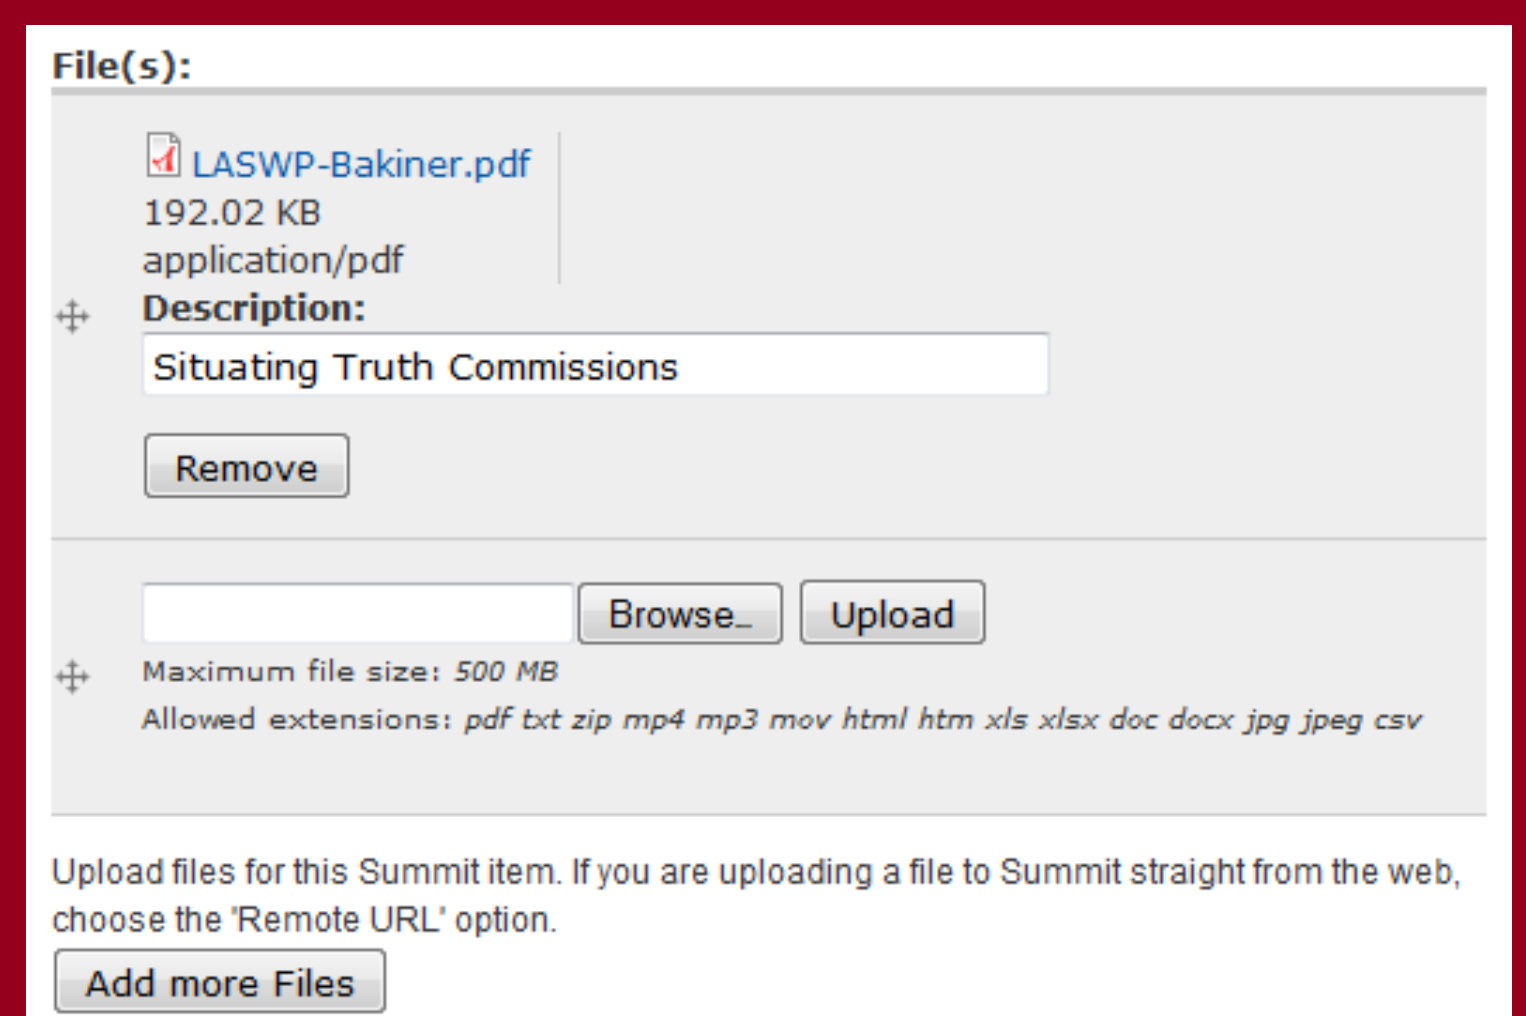 File(s):
LASWP-Bakiner.pdf
192.02 KB
application/pdf
Description:
Situating Truth Commissions
Remove
Browse… Upload
Maximum file size: 500 MB
Allowed extensions: pdf txt zip mp4 mp3 mov html htm xls xlsx doc docx jpg jpeg csv
Upload files for this Summit item. If you are uploading a file to Summit straight from the web,
choose the 'Remote URL' option.
Add more Files